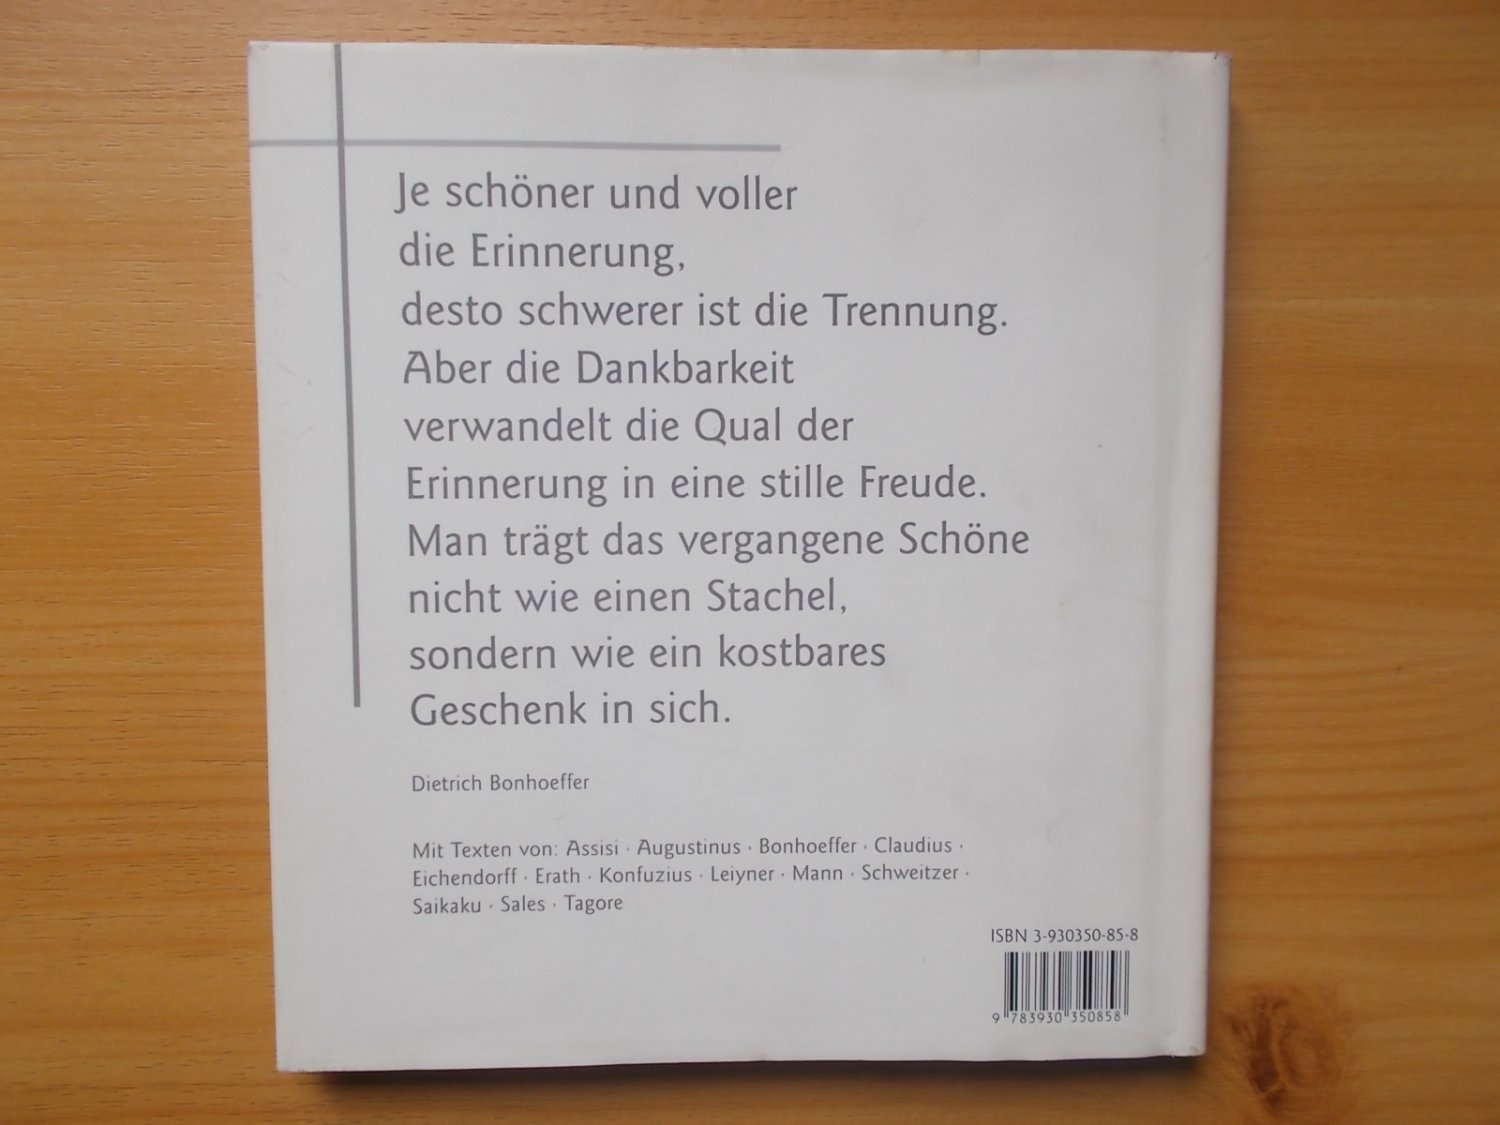 Je schöner und voller
die Erinnerung,
desto schwerer ist die Trennung.
Aber die Dankbarkeit
verwandelt die Qual der
Erinnerung in eine stille Freude.
Man trägt das vergangene Schöne
nicht wie einen Stachel,
sondern wie ein kostbares
Geschenk in sich.
Dietrich Bonhoeffer
Mit Texten von: Assisi · Augustinus · Bonhoeffer · Claudius ·
Eichendorff · Erath · Konfuzius · Leiyner · Mann · Schweitzer ·
Saikaku · Sales · Tagore
ISBN 3-930350-85-8
9 783930 350858